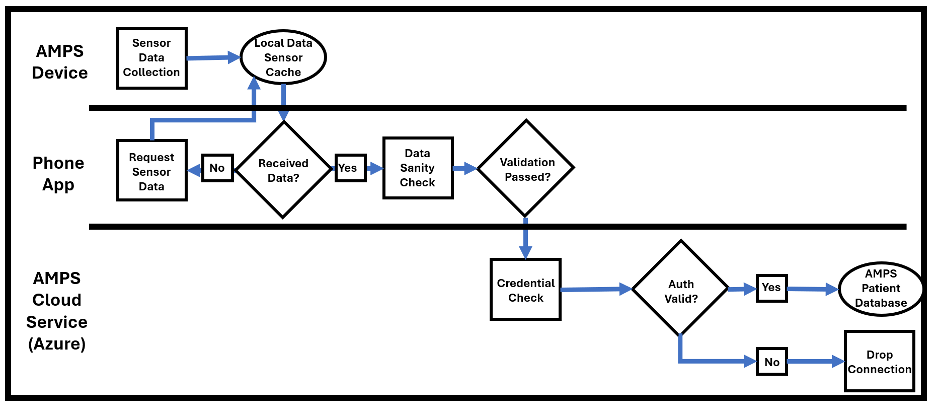 AMPS
Device
Sensor
Data
Collection
Local Data
Sensor
Cache
Phone
App
Request
Sensor
Data
No
Received
Data?
Yes
Data
Sanity
Check
Validation
Passed?
AMPS
Cloud
Service
(Azure)
Credential
Check
Auth
Valid?
Yes
AMPS
Patient
Database
No
Drop
Connection